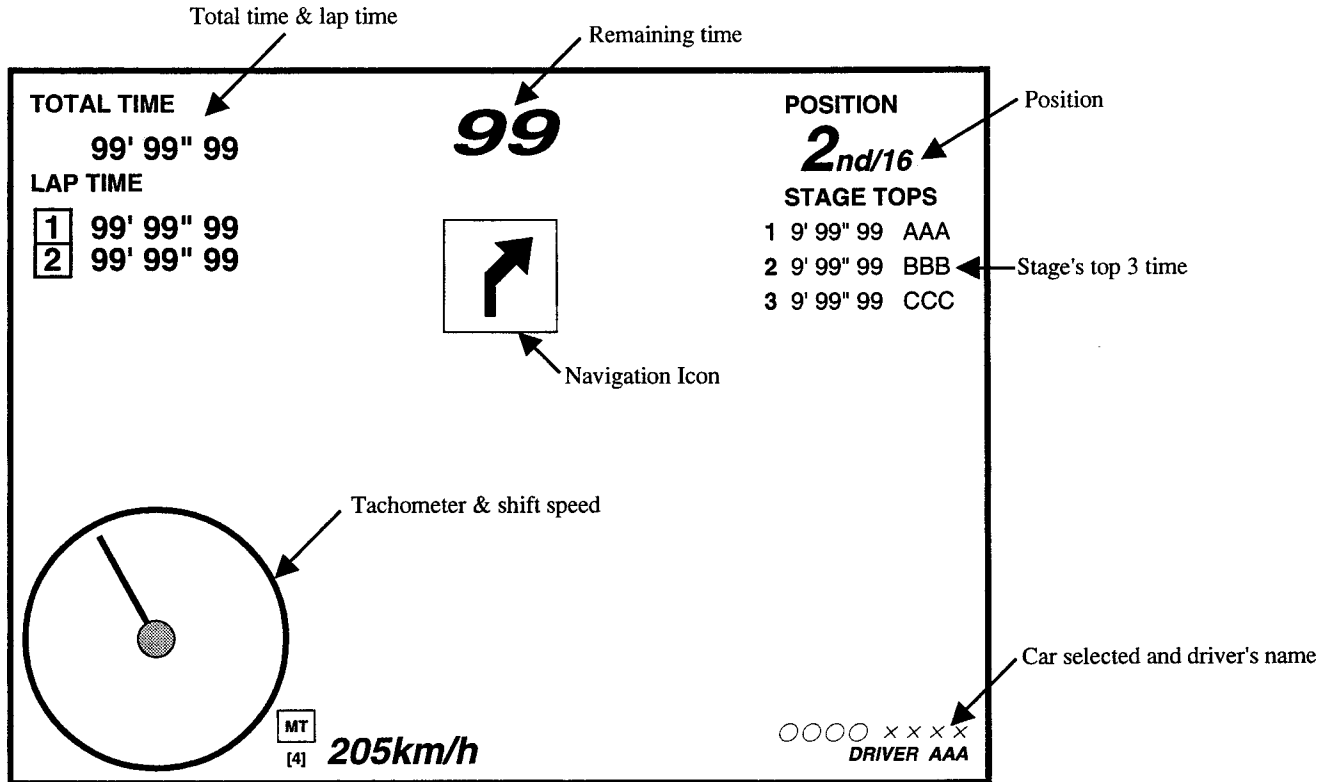 Total time & lap time
Remaining time
TOTAL TIME
99' 99" 99
LAP TIME
1 99' 99" 99
2 99' 99" 99
99
POSITION
2nd/16
Position
STAGE TOPS
1 9' 99" 99 AAA
2 9' 99" 99 BBB
3 9' 99" 99 CCC
Stage's top 3 time
Navigation Icon
Tachometer & shift speed
MT
[4]
205km/h
Car selected and driver's name
○○○○ ××××
DRIVER AAA